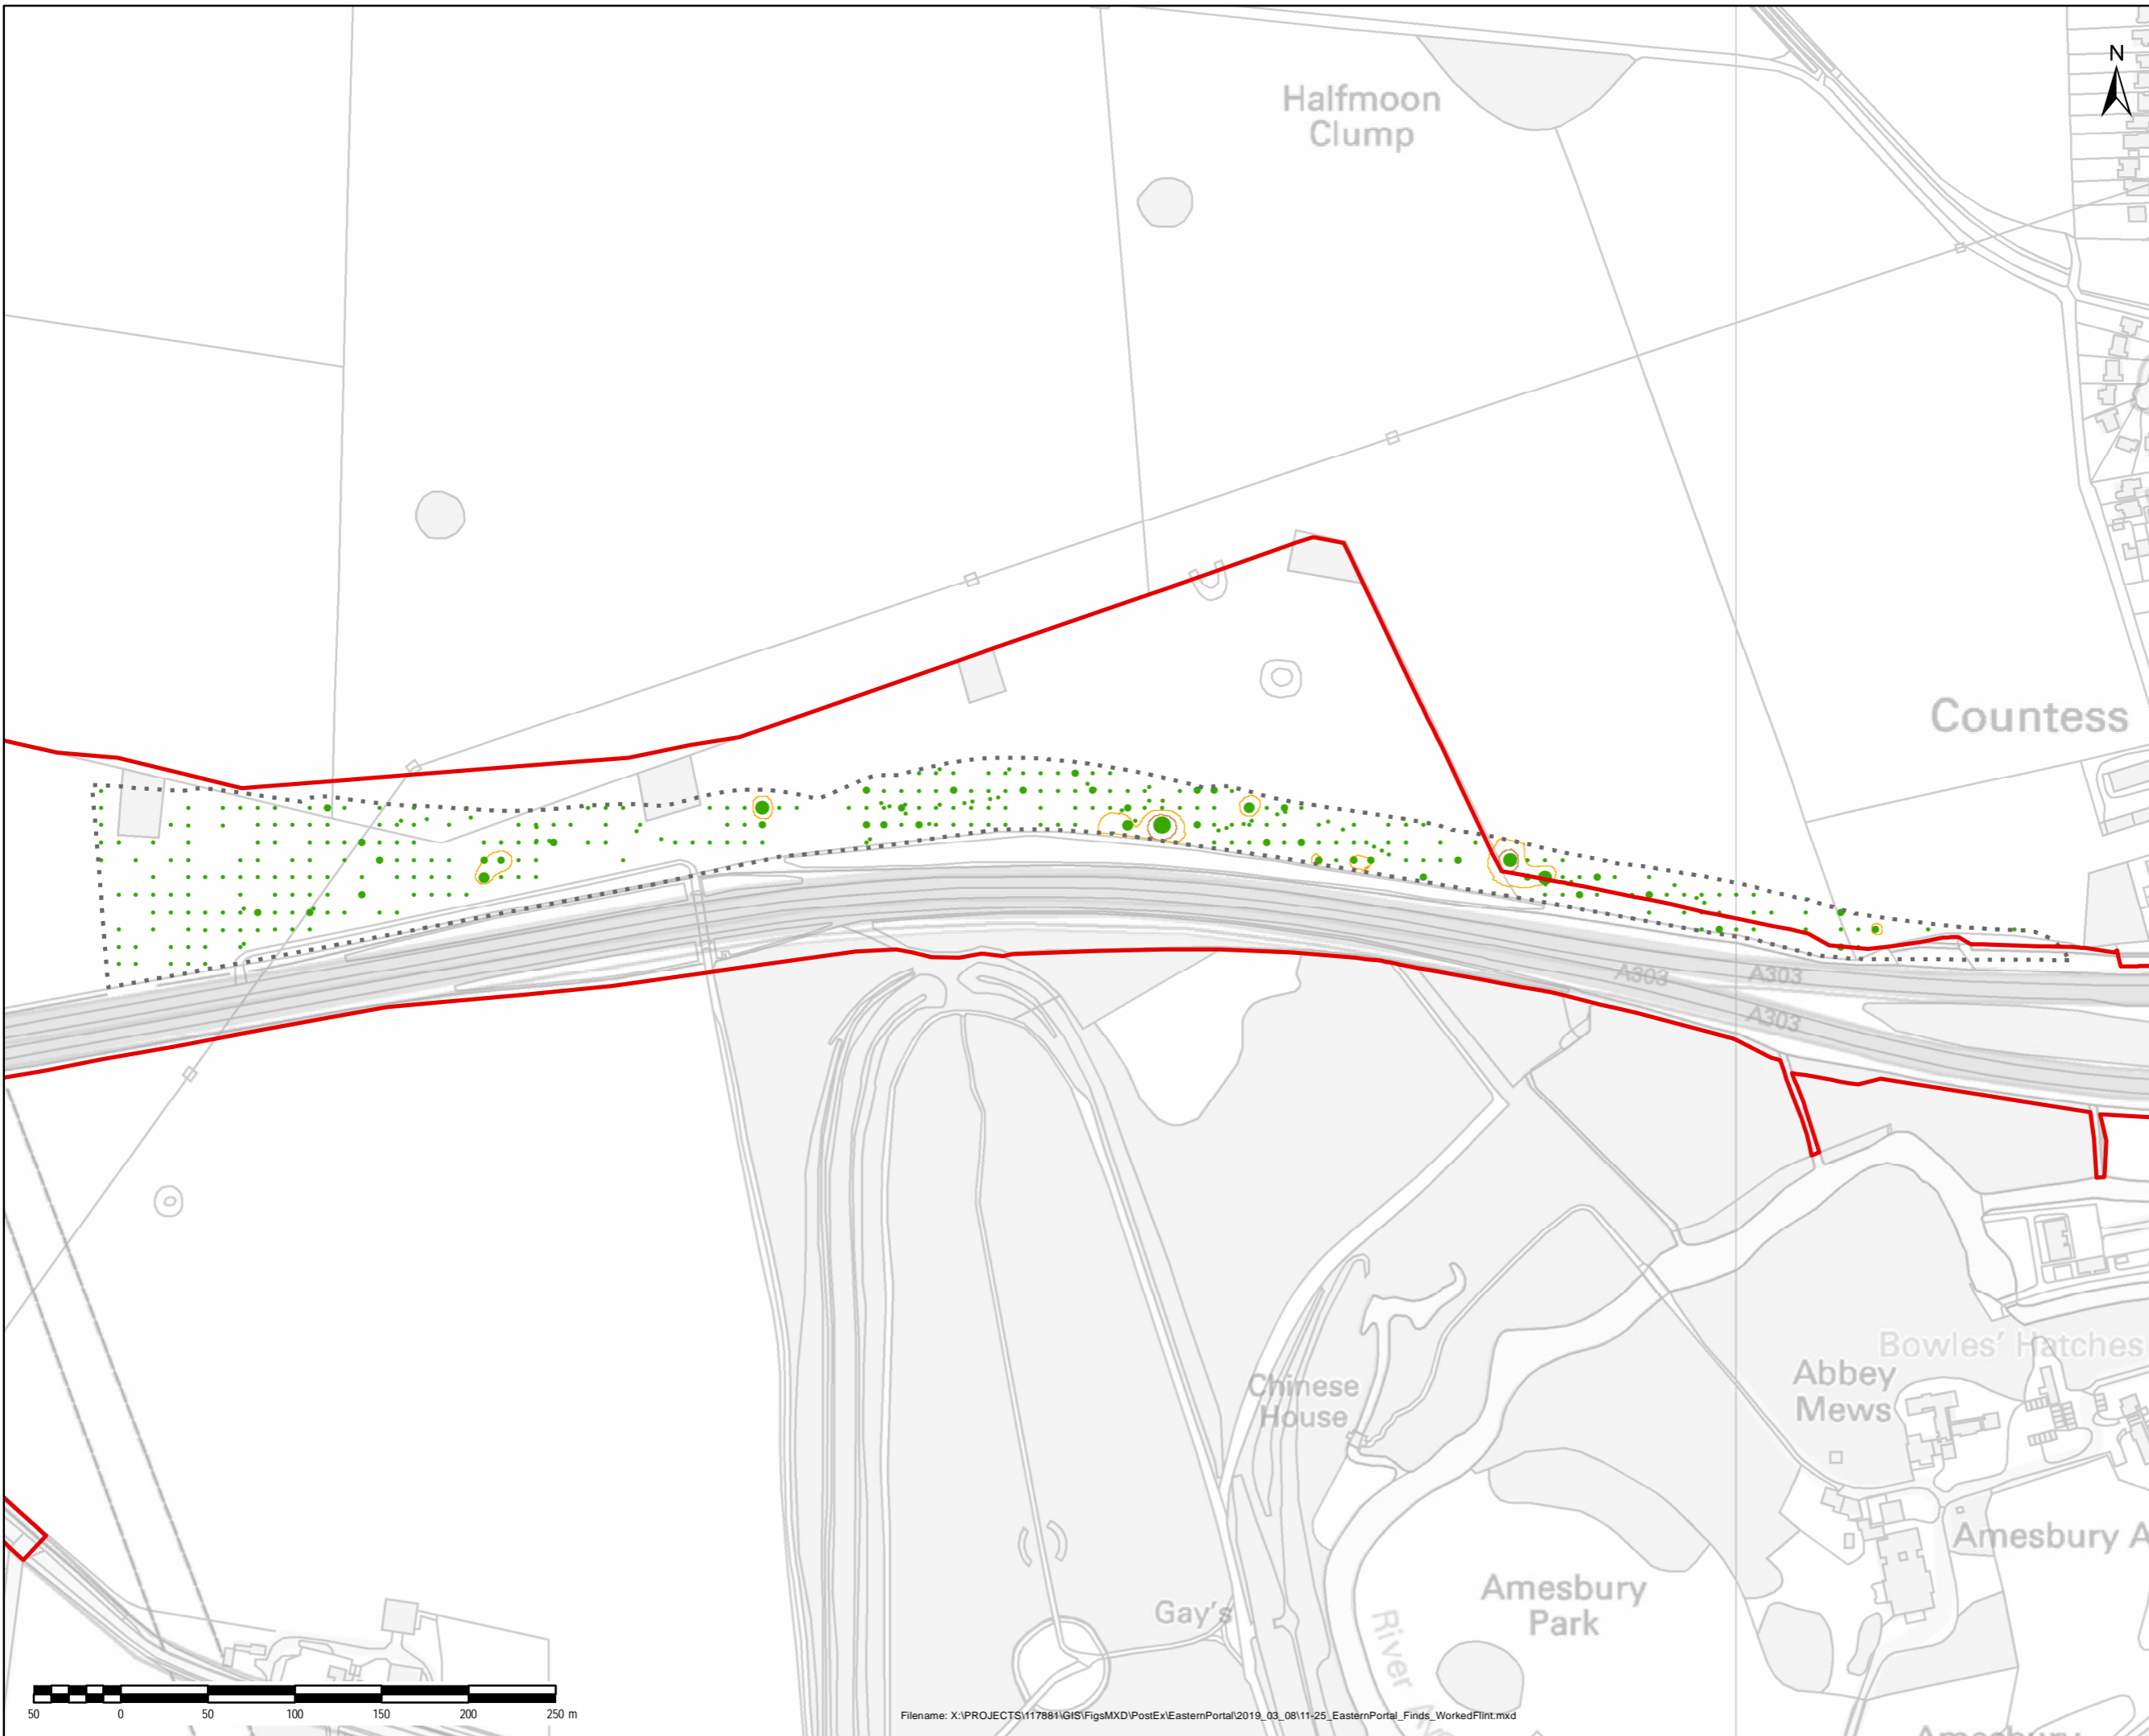 N
Halfmoon
Clump
Countess
A303
A303
A303
Bowles' Hatches
Abbey
Mews
Chinese
House
Amesbury A
Amesbury
Park
Gay's
River
Amesbury
50 0 50 100 150 200 250 m
Filename: X:\PROJECTS\117881\GIS\FigsMXD\PostEx\EasternPortal\2019_03_08\11-25_EasternPortal_Finds_WorkedFlint.mxd